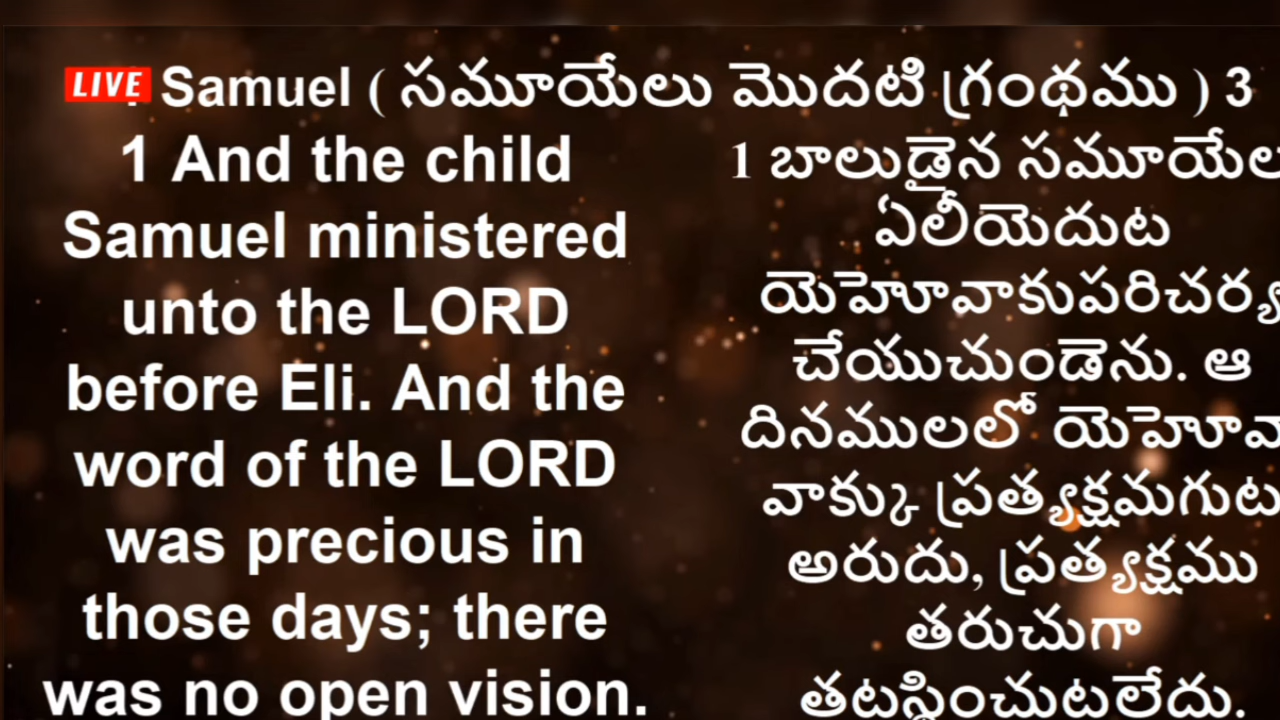 LIVE Samuel ( సమూయేలు మొదటి గ్రంథము ) 3
1 And the child
Samuel ministered
unto the LORD
before Eli. And the
word of the LORD
was precious in
those days; there
was no open vision.
1 బాలుడైన
ఏలీయెదుట
యెహోవాకుపరిచర్య
చేయుచుండెను. ఆ
దినములలో
వాక్కు ప్రత్యక్షమగుట
అరుదు, ప్రత్యక్షము
తరుచుగా
తటస్థించుటలేదు.